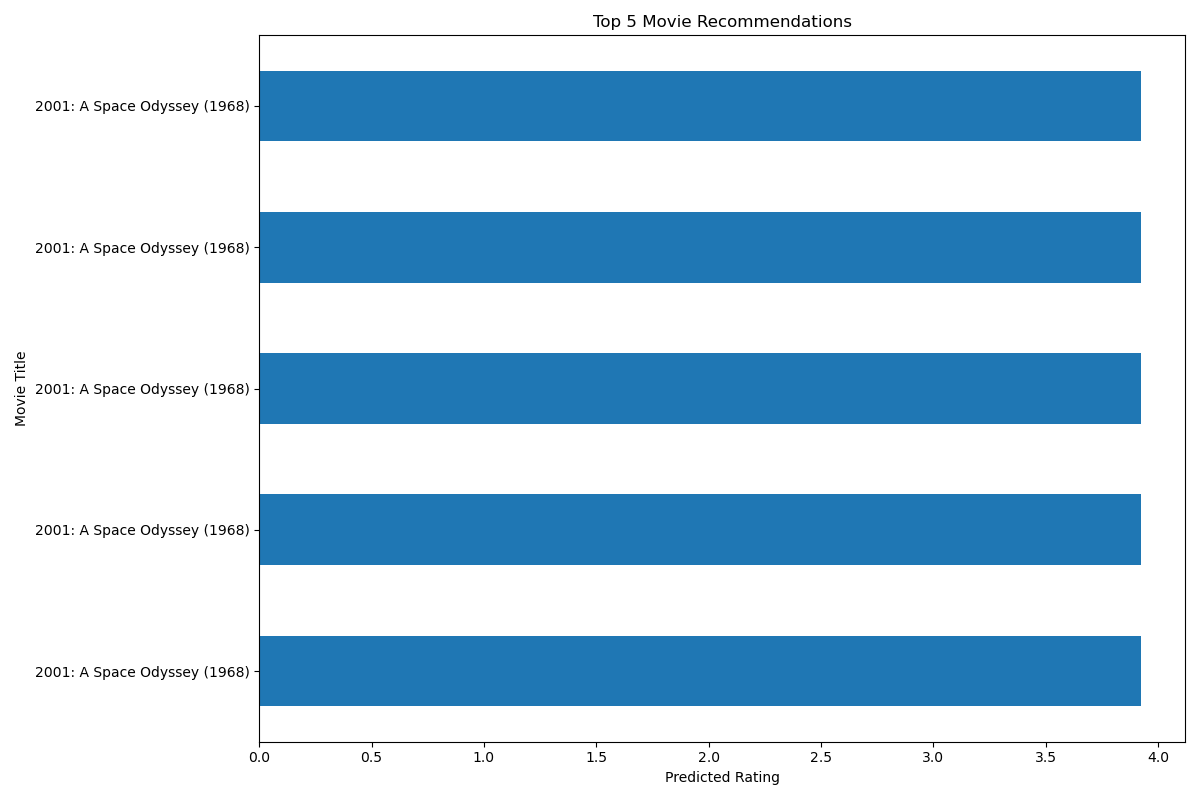 Top 5 Movie Recommendations
Movie Title
2001: A Space Odyssey (1968)
2001: A Space Odyssey (1968)
2001: A Space Odyssey (1968)
2001: A Space Odyssey (1968)
2001: A Space Odyssey (1968)
0.0 0.5 1.0 1.5 2.0 2.5 3.0 3.5 4.0
Predicted Rating